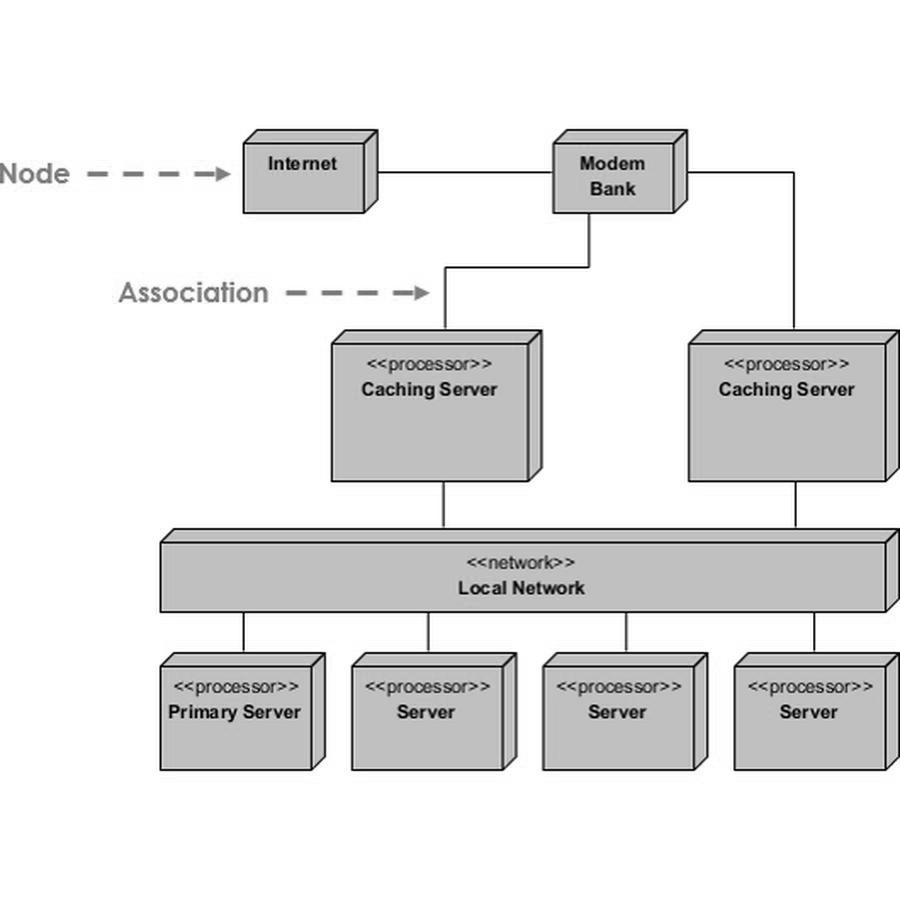 Node
Internet
Modem
Bank
Association
<<processor>>
Caching Server
<<processor>>
Caching Server
<<network>>
Local Network
<<processor>>
Primary Server
<<processor>>
Server
<<processor>>
Server
<<processor>>
Server